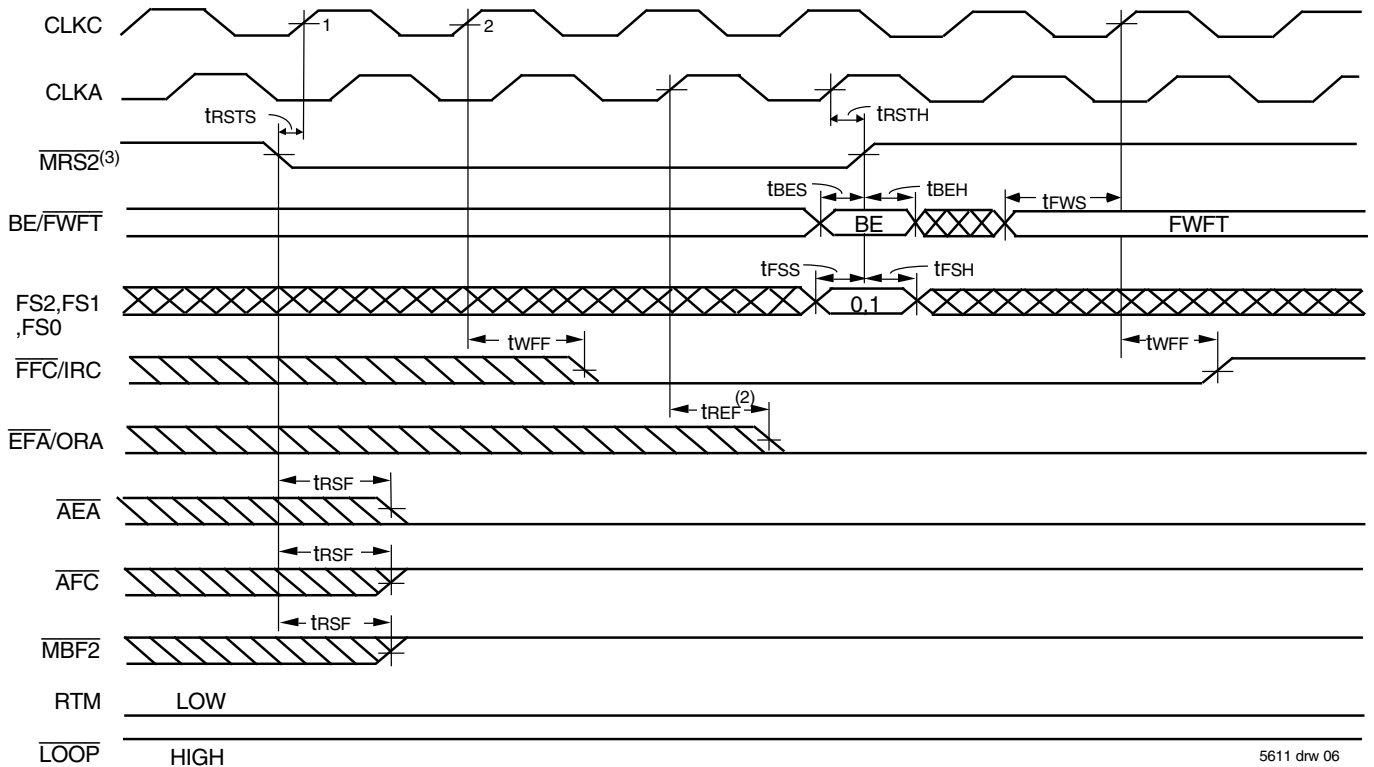 CLKC
1
2
CLKA
tRSTS
tRSTH
MRS2(3)
tBES
tBEH
tFWS
BE/FWFT
BE
FWFT
tFSS
tFSH
FS2,FS1
,FS0
0,1
tWFF
tWFF
FFC/IRC
tREF(2)
EFA/ORA
tRSF
AEA
tRSF
AFC
tRSF
MBF2
RTM
LOW
LOOP
HIGH
5611 drw 06